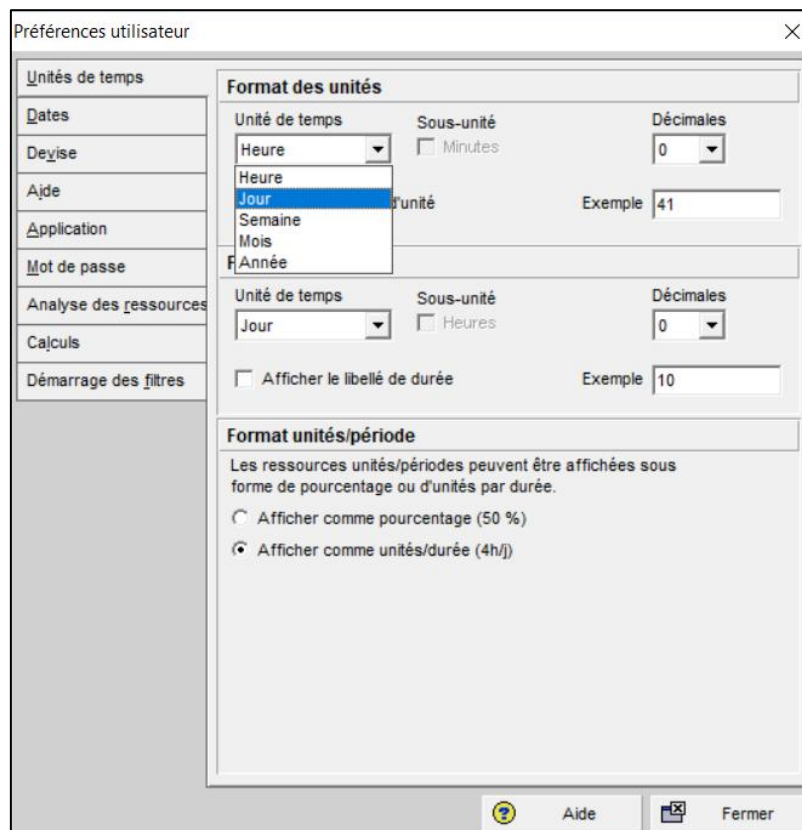 Préférences utilisateur
Unités de temps
Dates
Devise
Aide
Application
Mot de passe
Analyse des ressources
Calculs
Démarrage des filtres
Format des unités
Unité de temps Sous-unité Décimales
Heure Minutes 0
Heure
Jour
Semaine
Mois
Année
d'unité Exemple 41
F
Unité de temps Sous-unité Décimales
Jour Heures 0
Afficher le libellé de durée Exemple 10
Format unités/période
Les ressources unités/périodes peuvent être affichées sous
forme de pourcentage ou d'unités par durée.
Afficher comme pourcentage (50 %)
Afficher comme unités/durée (4h/j)
Aide Fermer